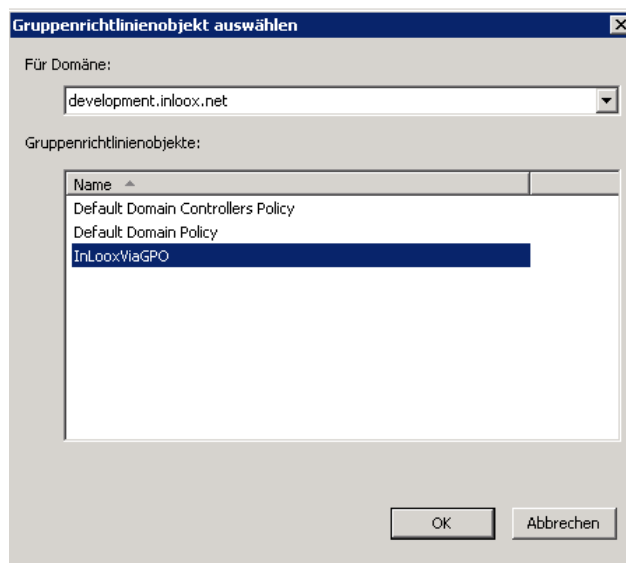 Gruppenrichtlinienobjekt auswählen
Für Domäne:
development.inloox.net
Gruppenrichtlinienobjekte:
Name
Default Domain Controllers Policy
Default Domain Policy
InLooxViaGPO
OK Abbrechen